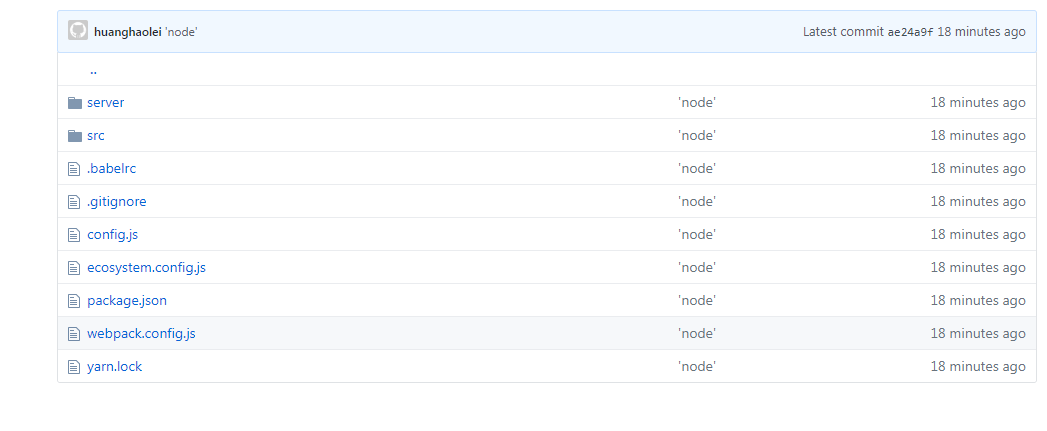 huanghaolei 'node' Latest commit ae24a9f 18 minutes ago
..
server 'node' 18 minutes ago
src 'node' 18 minutes ago
.babelrc 'node' 18 minutes ago
.gitignore 'node' 18 minutes ago
config.js 'node' 18 minutes ago
ecosystem.config.js 'node' 18 minutes ago
package.json 'node' 18 minutes ago
webpack.config.js 'node' 18 minutes ago
yarn.lock 'node' 18 minutes ago